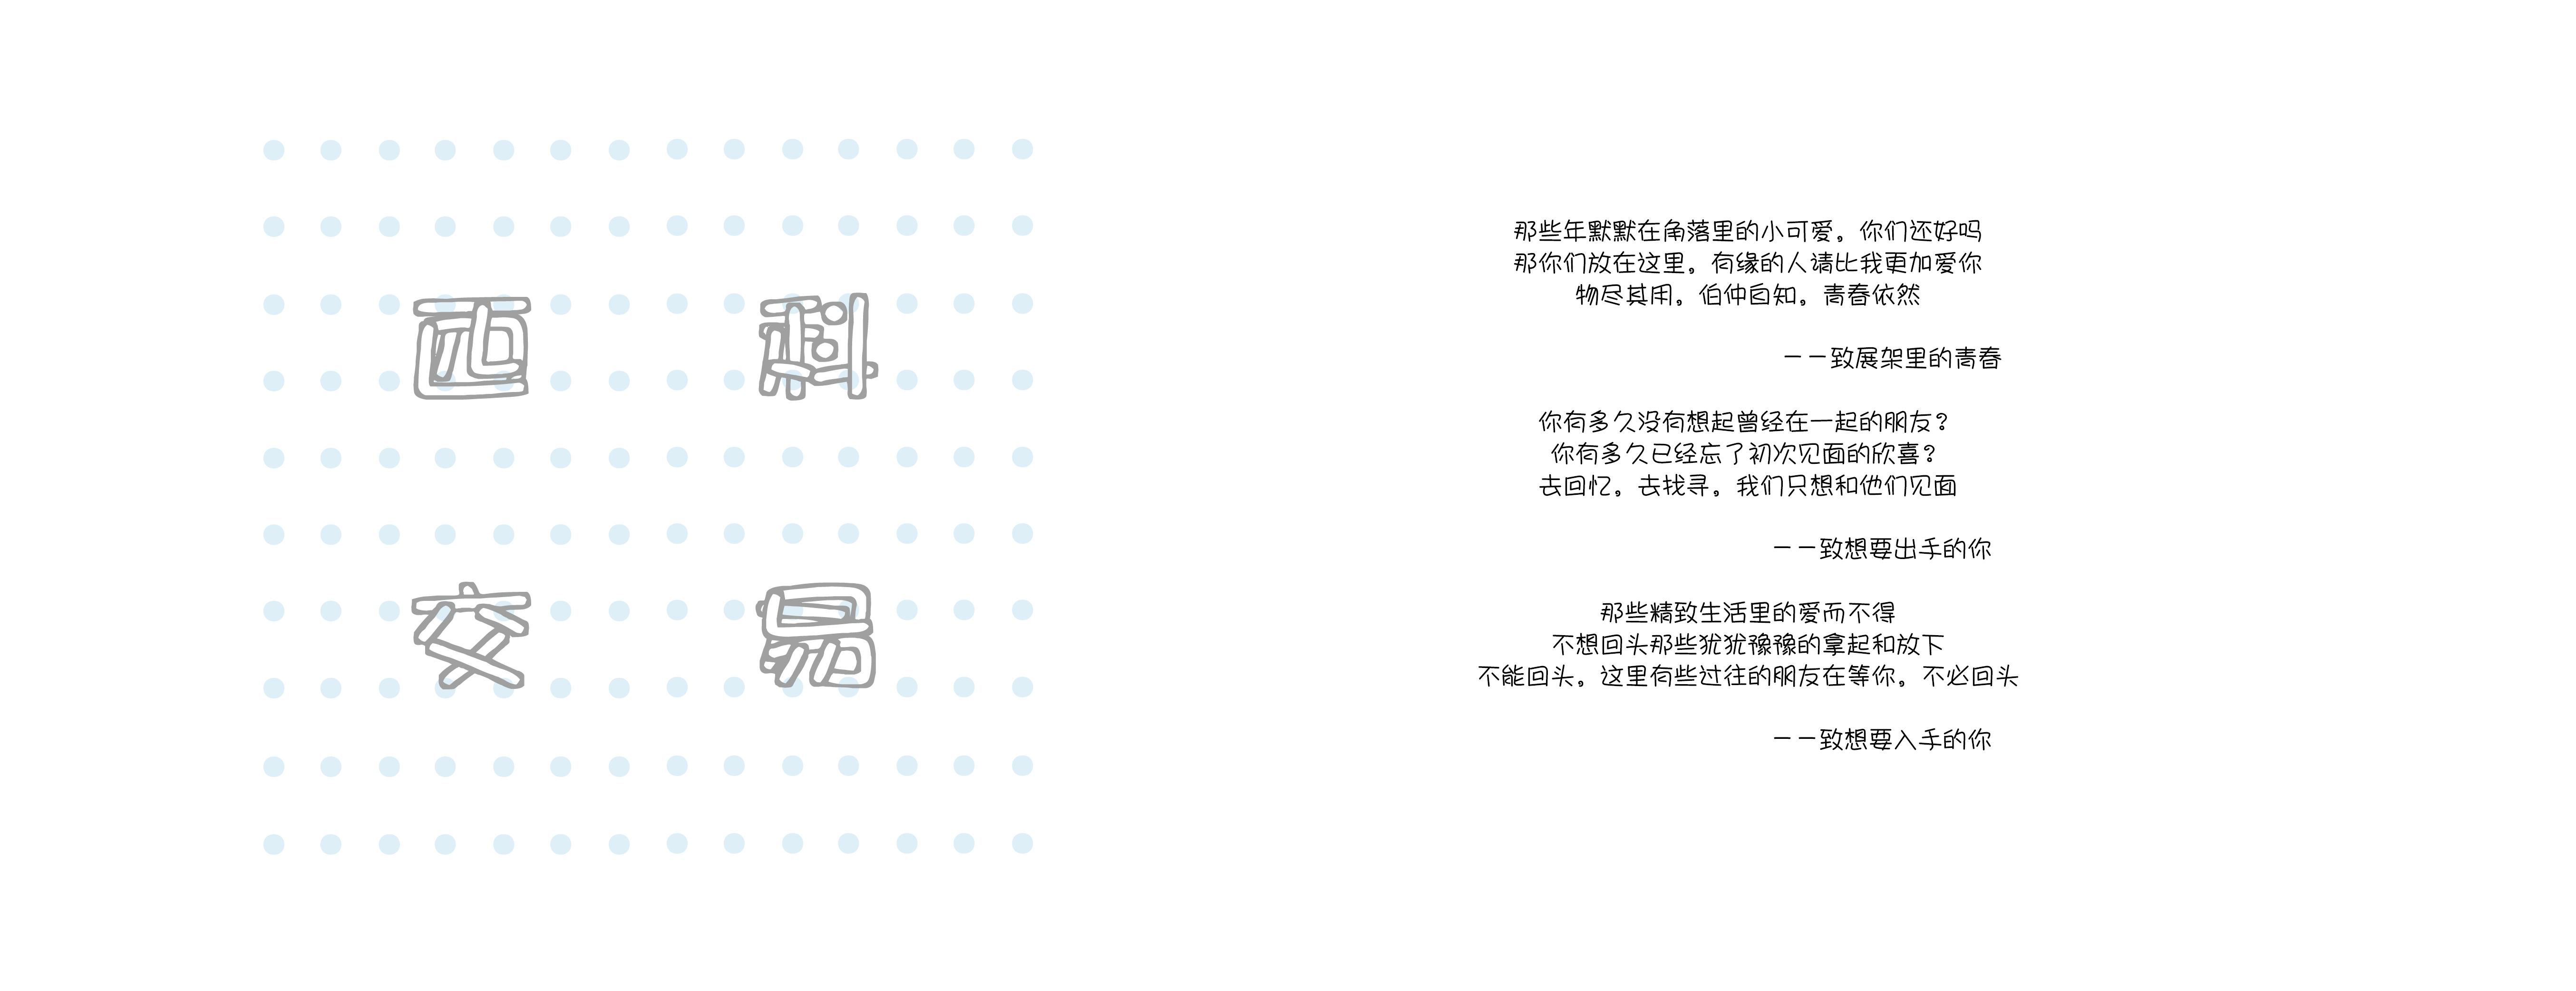 西 科
交 易
那些年默默在角落里的小可爱，你们还好吗
那你们放在这里，有缘的人请比我更加爱你
物尽其用，伯仲自知，青春依然
——致展架里的青春
你有多久没有想起曾经在一起的朋友？
你有多久已经忘了初次见面的欣喜？
去回忆，去找寻，我们只想和他们见面
——致想要出手的你
那些精致生活里的爱而不得
不想回头那些犹犹豫豫的拿起和放下
不能回头，这里有些过往的朋友在等你，不必回头
——致想要入手的你